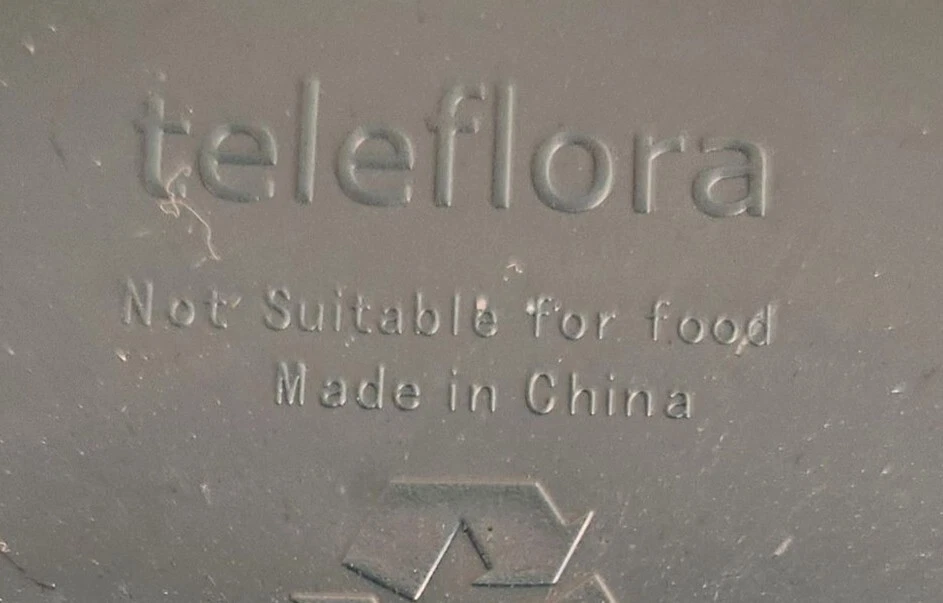 teleflora
Not Suitable for food
Made in China